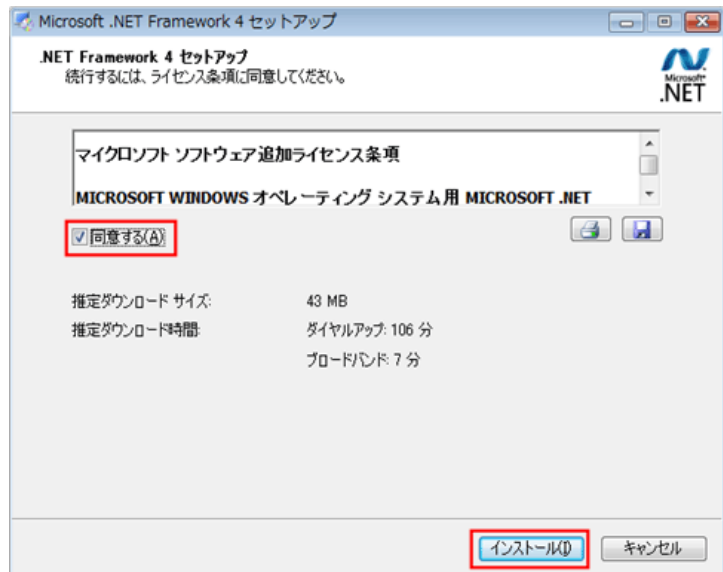 Microsoft .NET Framework 4 セットアップ
.NET Framework 4 セットアップ
続行するには、ライセンス条項に同意してください。
Microsoft
.NET
マイクロソフト ソフトウェア追加ライセンス条項
MICROSOFT WINDOWS オペレーティング システム用 MICROSOFT .NET
同意する(A)
推定ダウンロード サイズ: 43 MB
推定ダウンロード時間: ダイヤルアップ: 106 分
ブロードバンド: 7 分
インストール(I) キャンセル